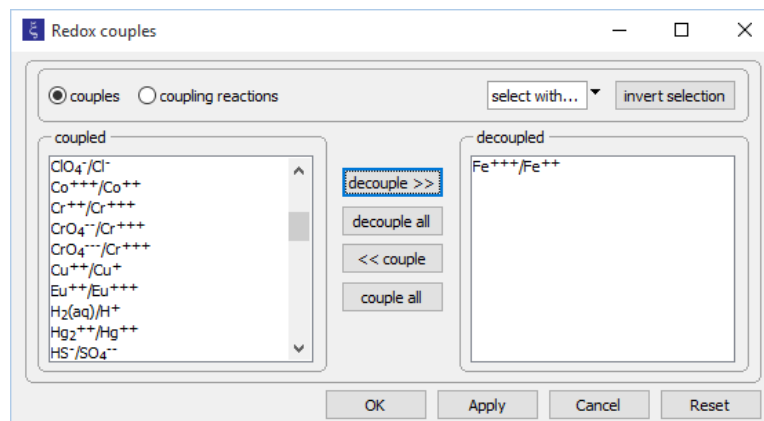 ξ Redox couples
couples coupling reactions select with... invert selection
coupled
ClO₄⁻/Cl⁻
Co⁺⁺⁺/Co⁺⁺
Cr⁺⁺/Cr⁺⁺⁺
CrO₄⁻⁻/Cr⁺⁺⁺
CrO₄⁻⁻⁻/Cr⁺⁺⁺
Cu⁺⁺/Cu⁺
Eu⁺⁺/Eu⁺⁺⁺
H₂(aq)/H⁺
Hg₂⁺⁺/Hg⁺⁺
HS⁻/SO₄⁻⁻
decouple >>
decouple all
<< couple
couple all
decoupled
Fe⁺⁺⁺/Fe⁺⁺
OK Apply Cancel Reset